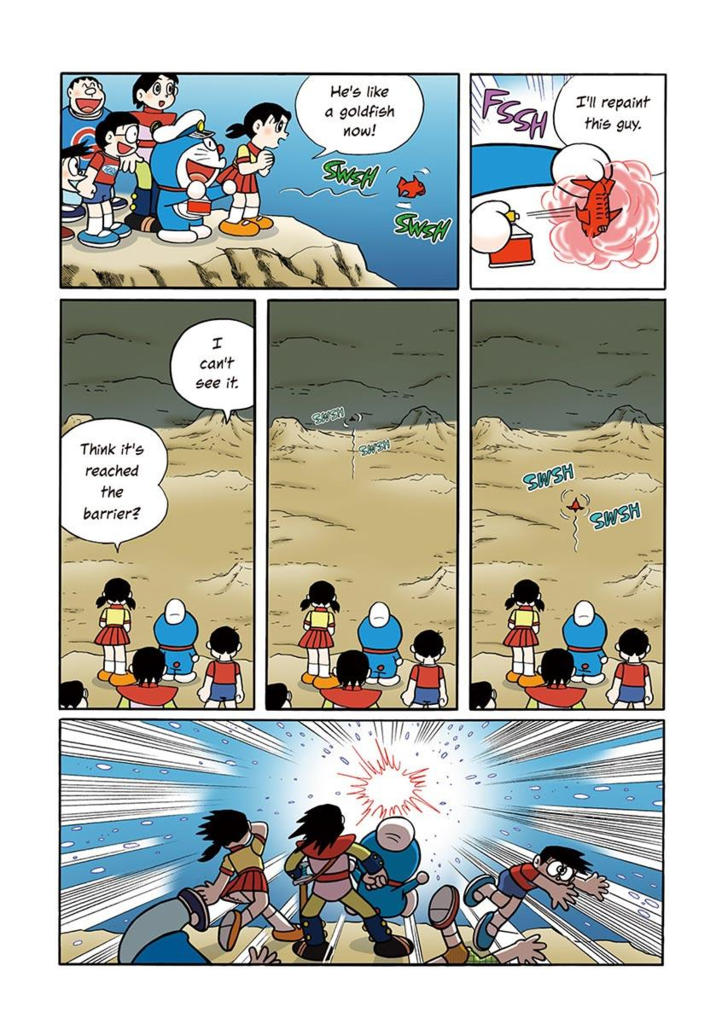 I'll repaint
this guy.
FSSH
He's like
a goldfish
now!
SWSH
SWSH
SWSH
SWSH
SWSH
SWSH
I
can't
see it.
Think it's
reached
the
barrier?